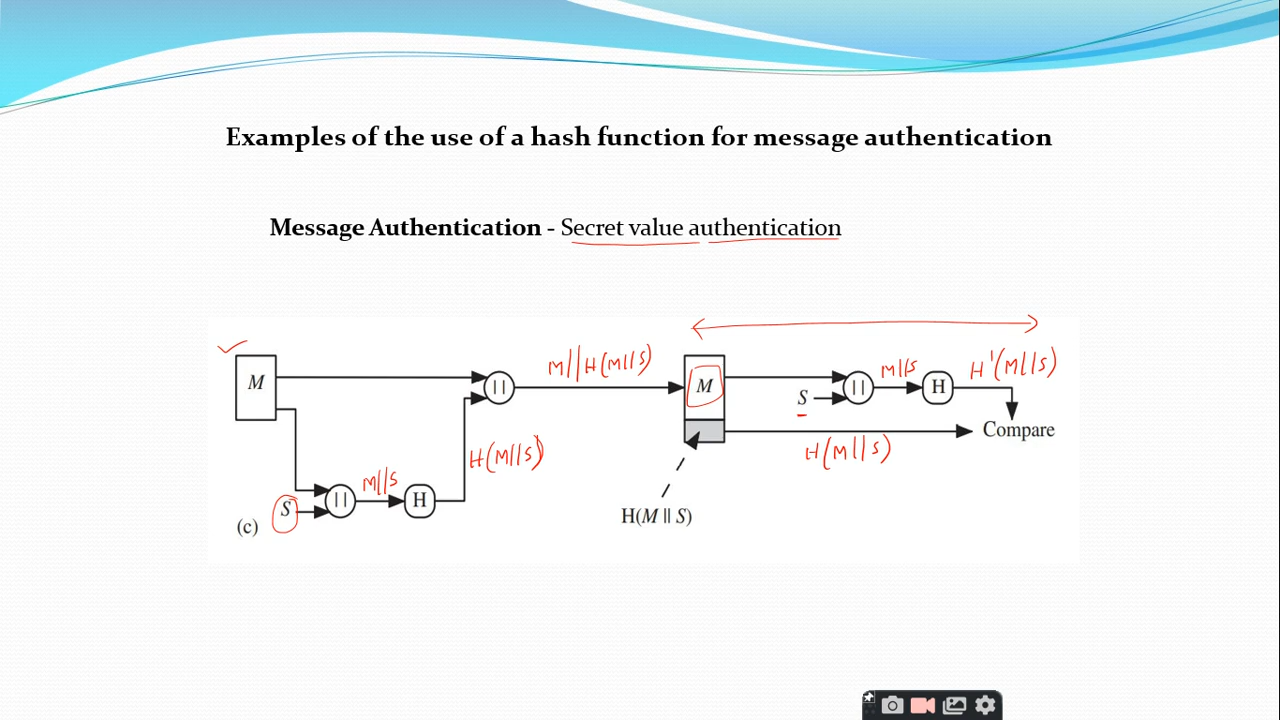 Examples of the use of a hash function for message authentication
Message Authentication - Secret value authentication
M
S
||
M||S
H
H(M||S)
||
M||H(M||S)
M
S
||
M||S
H
H'(M||S)
Compare
H(M||S)
H(M || S)
(c)